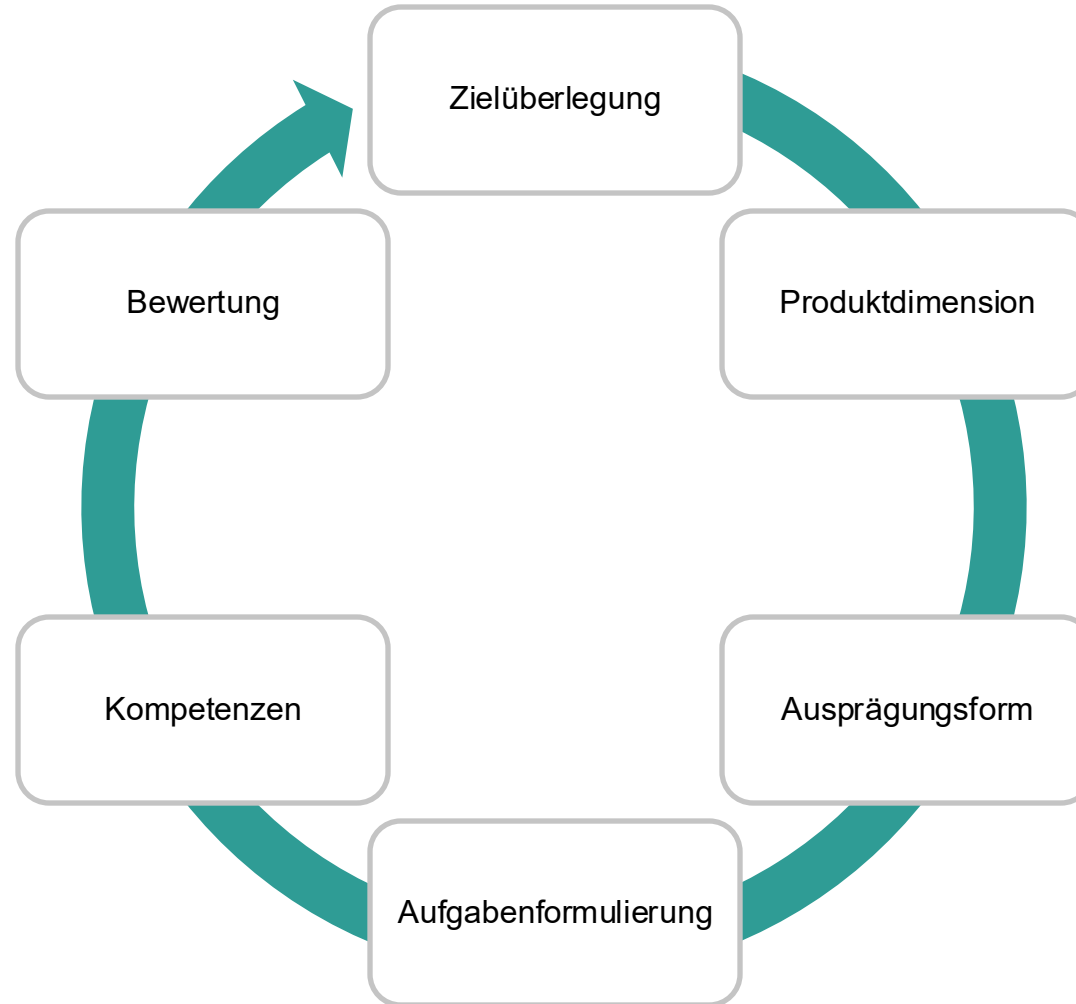 Zielüberlegung
Produktdimension
Ausprägungsform
Aufgabenformulierung
Kompetenzen
Bewertung